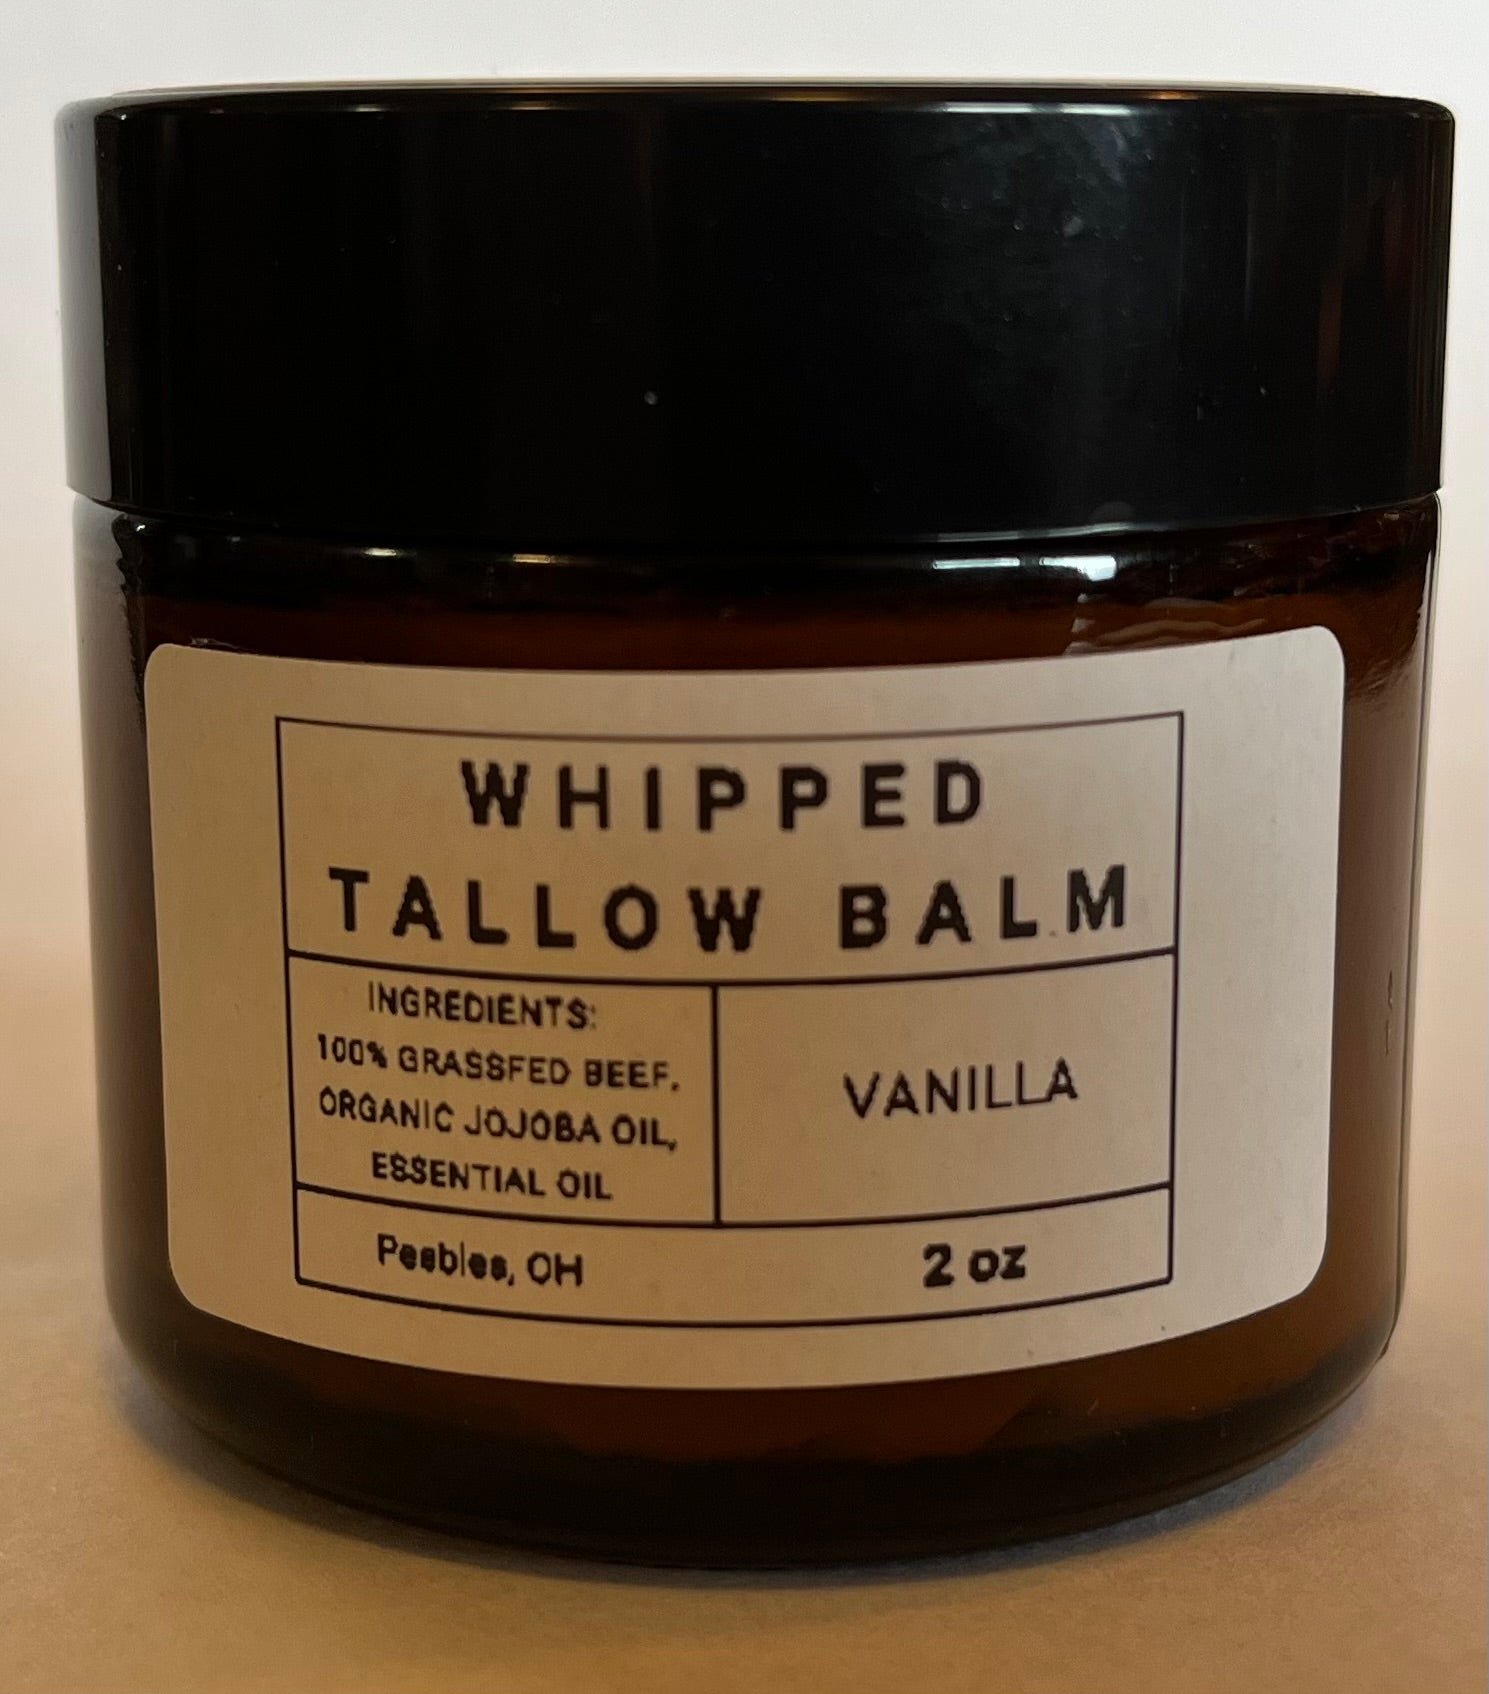 WHIPPED
TALLOW BALM
INGREDIENTS:
100% GRASSFED BEEF,
ORGANIC JOJOBA OIL,
ESSENTIAL OIL
VANILLA
Peebles, OH
2 oz